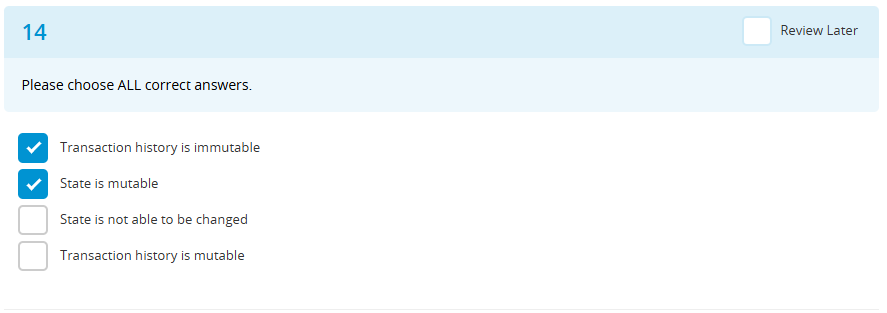 14
Review Later
Please choose ALL correct answers.
Transaction history is immutable
State is mutable
State is not able to be changed
Transaction history is mutable